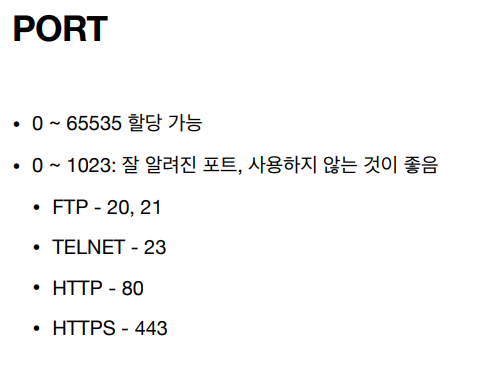 PORT
• 0 ~ 65535 할당 가능
• 0 ~ 1023: 잘 알려진 포트, 사용하지 않는 것이 좋음
• FTP - 20, 21
• TELNET - 23
• HTTP - 80
• HTTPS - 443